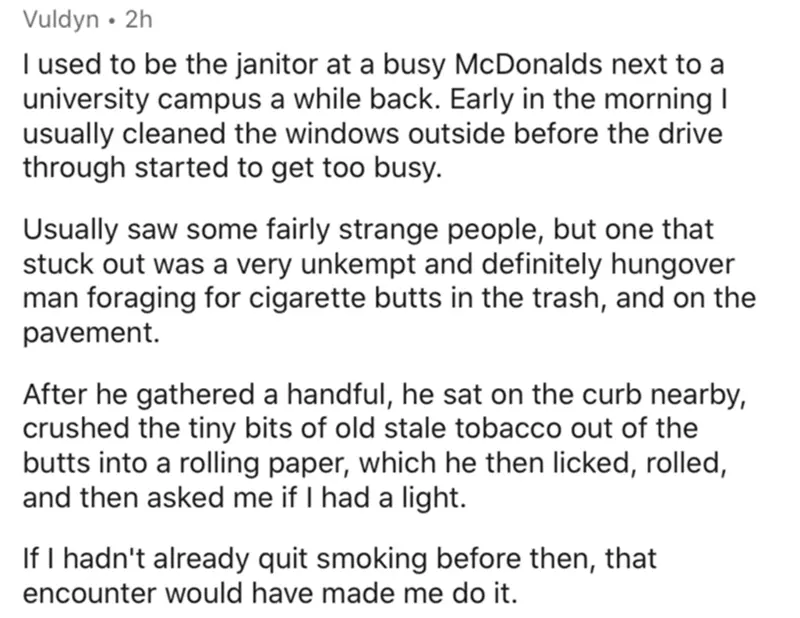 Vuldyn • 2h
I used to be the janitor at a busy McDonalds next to a
university campus a while back. Early in the morning I
usually cleaned the windows outside before the drive
through started to get too busy.
Usually saw some fairly strange people, but one that
stuck out was a very unkempt and definitely hungover
man foraging for cigarette butts in the trash, and on the
pavement.
After he gathered a handful, he sat on the curb nearby,
crushed the tiny bits of old stale tobacco out of the
butts into a rolling paper, which he then licked, rolled,
and then asked me if I had a light.
If I hadn't already quit smoking before then, that
encounter would have made me do it.